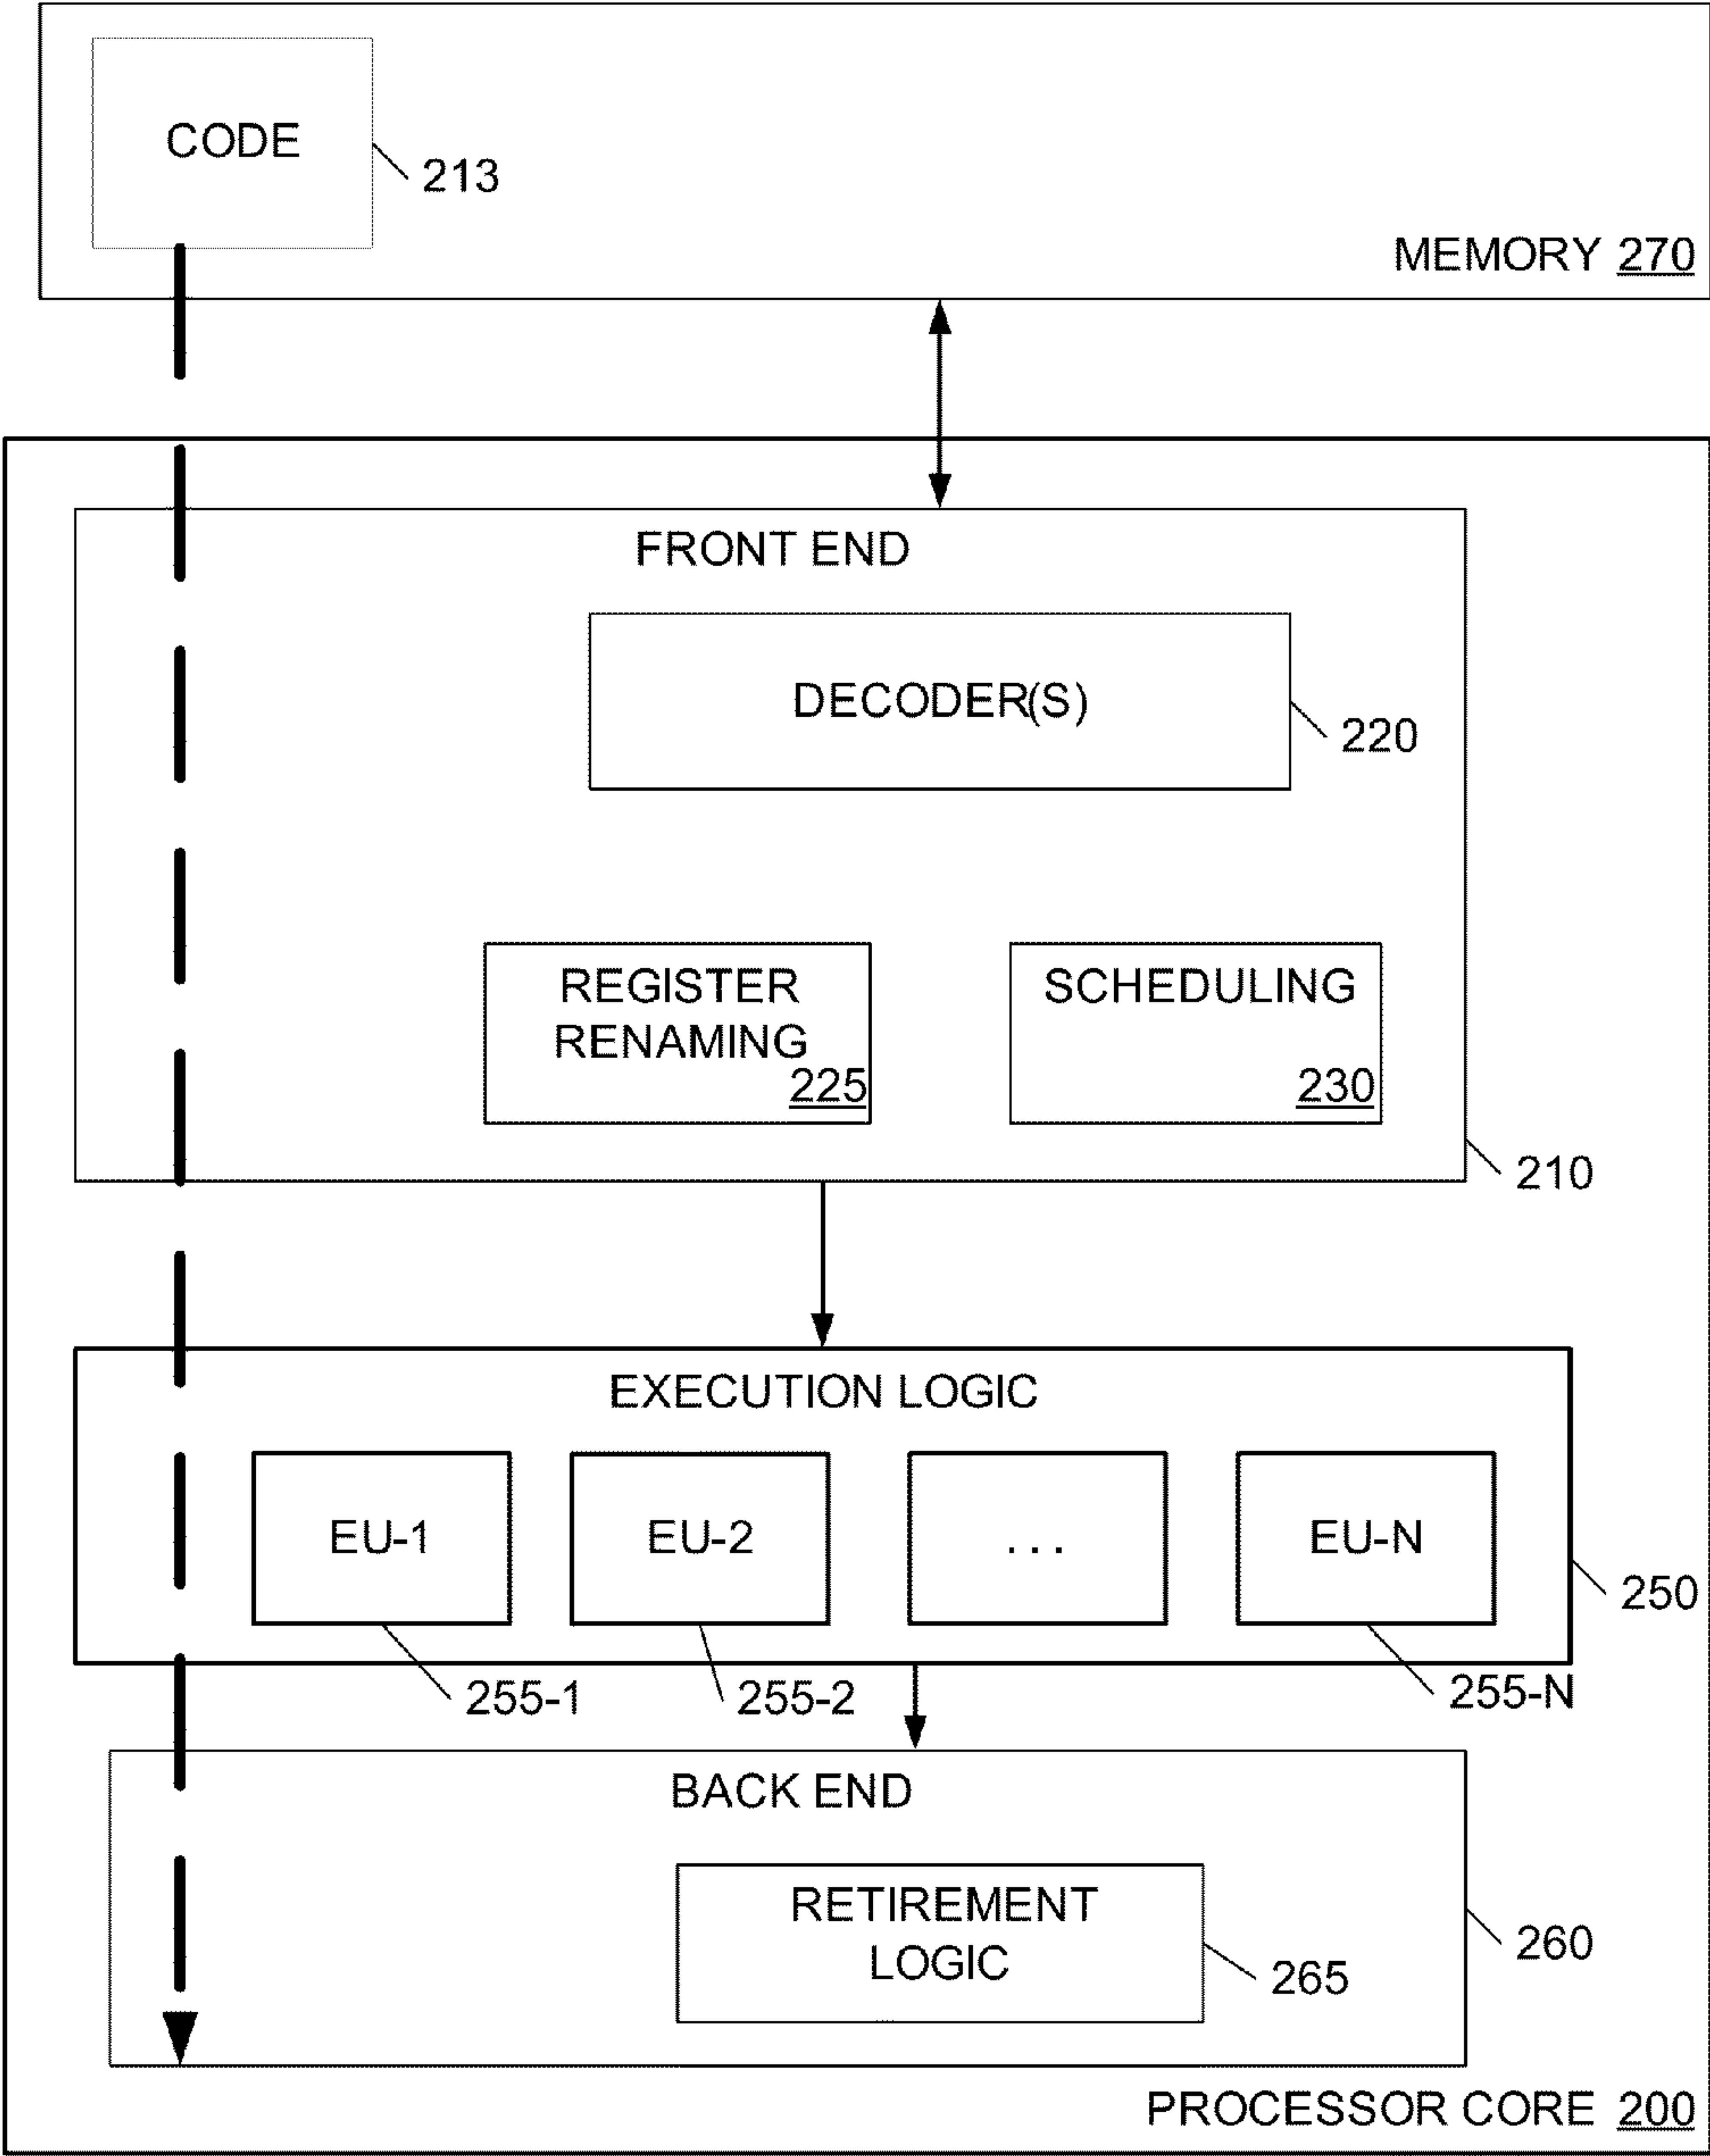 CODE
213
MEMORY 270
FRONT END
DECODER(S)
220
REGISTER
RENAMING
225
SCHEDULING
230
210
EXECUTION LOGIC
EU-1
EU-2
...
EU-N
250
255-1
255-2
255-N
BACK END
RETIREMENT
LOGIC
265
260
PROCESSOR CORE 200